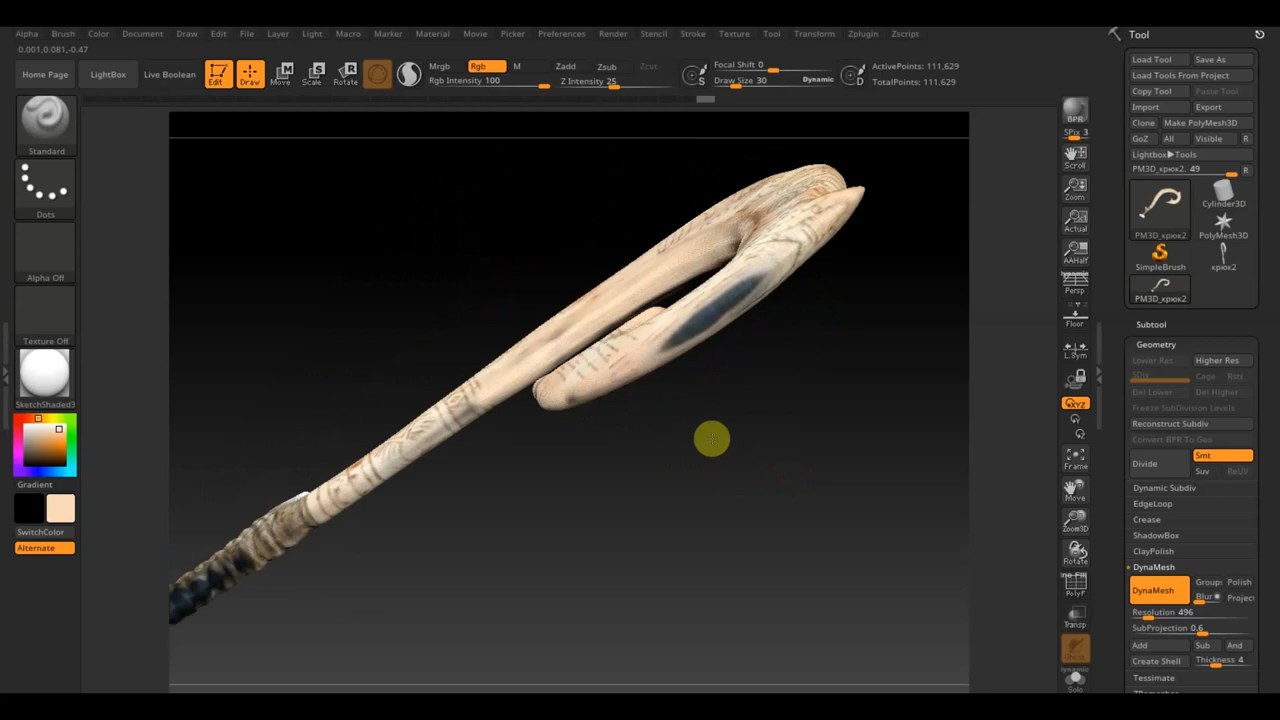 Alpha Brush Color Document Draw Edit File Layer Light Macro Marker Material Movie Picker Preferences Render Stencil Stroke Texture Tool Transform Zplugin Zscript
0.001,0.081,-0.47
Home Page LightBox Live Boolean Edit Draw Move Scale Rotate
Mrgb Rgb M Zadd Zsub Zcut
Rgb Intensity 100 Z Intensity 25
Focal Shift 0
Draw Size 30 Dynamic
ActivePoints: 111,629
TotalPoints: 111,629
Standard
Dots
Alpha Off
Texture Off
SketchShaded3
Gradient
SwitchColor
Alternate
BPR
SPix 3
Scroll
Zoom
Actual
AAHalf
Dynamic
Persp
Floor
L.Sym
XYZ
Frame
Move
Zoom3D
Rotate
PolyF
Transp
Dynamic
Solo
Tool
Load Tool Save As
Load Tools From Project
Copy Tool Paste Tool
Import Export
Clone Make PolyMesh3D
GoZ All Visible R
Lightbox▶Tools
PM3D_крюк2. 49 R
PM3D_крюк2 Cylinder3D
PolyMesh3D
SimpleBrush крюк2
PM3D_крюк2
Subtool
Geometry
Lower Res Higher Res
SDiv Cage Rstr
Del Lower Del Higher
Freeze SubDivision Levels
Reconstruct Subdiv
Convert BPR To Geo
Divide Smt
Suv ReUV
Dynamic Subdiv
EdgeLoop
Crease
ShadowBox
ClayPolish
DynaMesh
DynaMesh Groups Polish
Blur Project
Resolution 496
SubProjection 0.6
Add Sub And
Create Shell Thickness 4
Tessimate